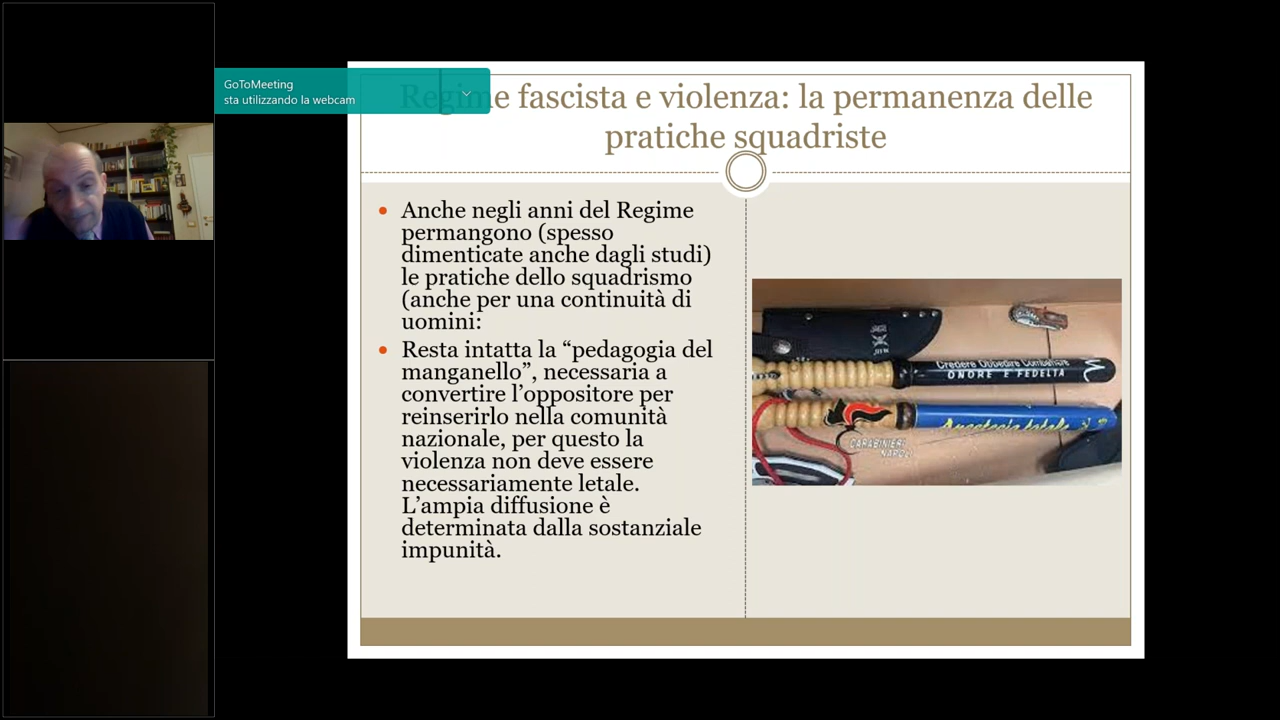 GoToMeeting
sta utilizzando la webcam
Regime fascista e violenza: la permanenza delle
pratiche squadriste
Anche negli anni del Regime
permangono (spesso
dimenticate anche dagli studi)
le pratiche dello squadrismo
(anche per una continuità di
uomini:
Resta intatta la “pedagogia del
manganello”, necessaria a
convertire l’oppositore per
reinserirlo nella comunità
nazionale, per questo la
violenza non deve essere
necessariamente letale.
L’ampia diffusione è
determinata dalla sostanziale
impunità.
Credere Obbedire Combattere
ONORE E FEDELTA
Anestesia totale
CARABINIERI
NAPOLI